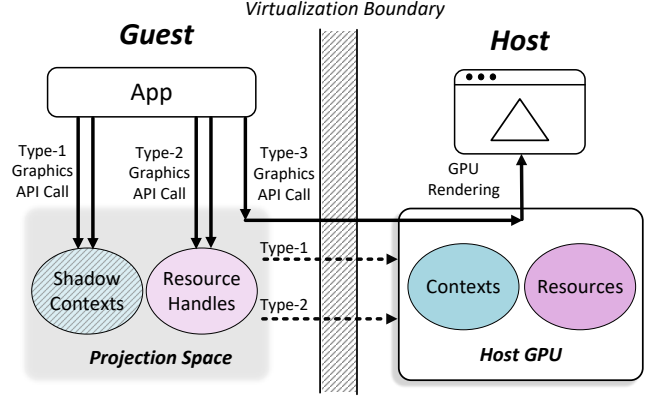 Virtualization Boundary
Guest
Host
App
Type-1
Graphics
API Call
Type-2
Graphics
API Call
Type-3
Graphics
API Call
GPU
Rendering
Type-1
Shadow
Contexts
Resource
Handles
Contexts
Resources
Type-2
Projection Space
Host GPU